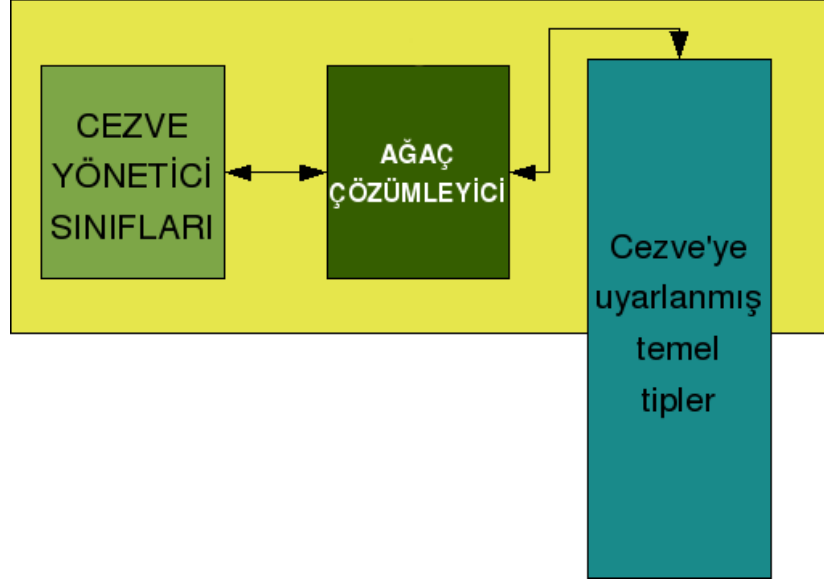 CEZVE
YÖNETİCİ
SINIFLARI
AĞAÇ
ÇÖZÜMLEYİCİ
Cezve'ye
uyarlanmış
temel
tipler